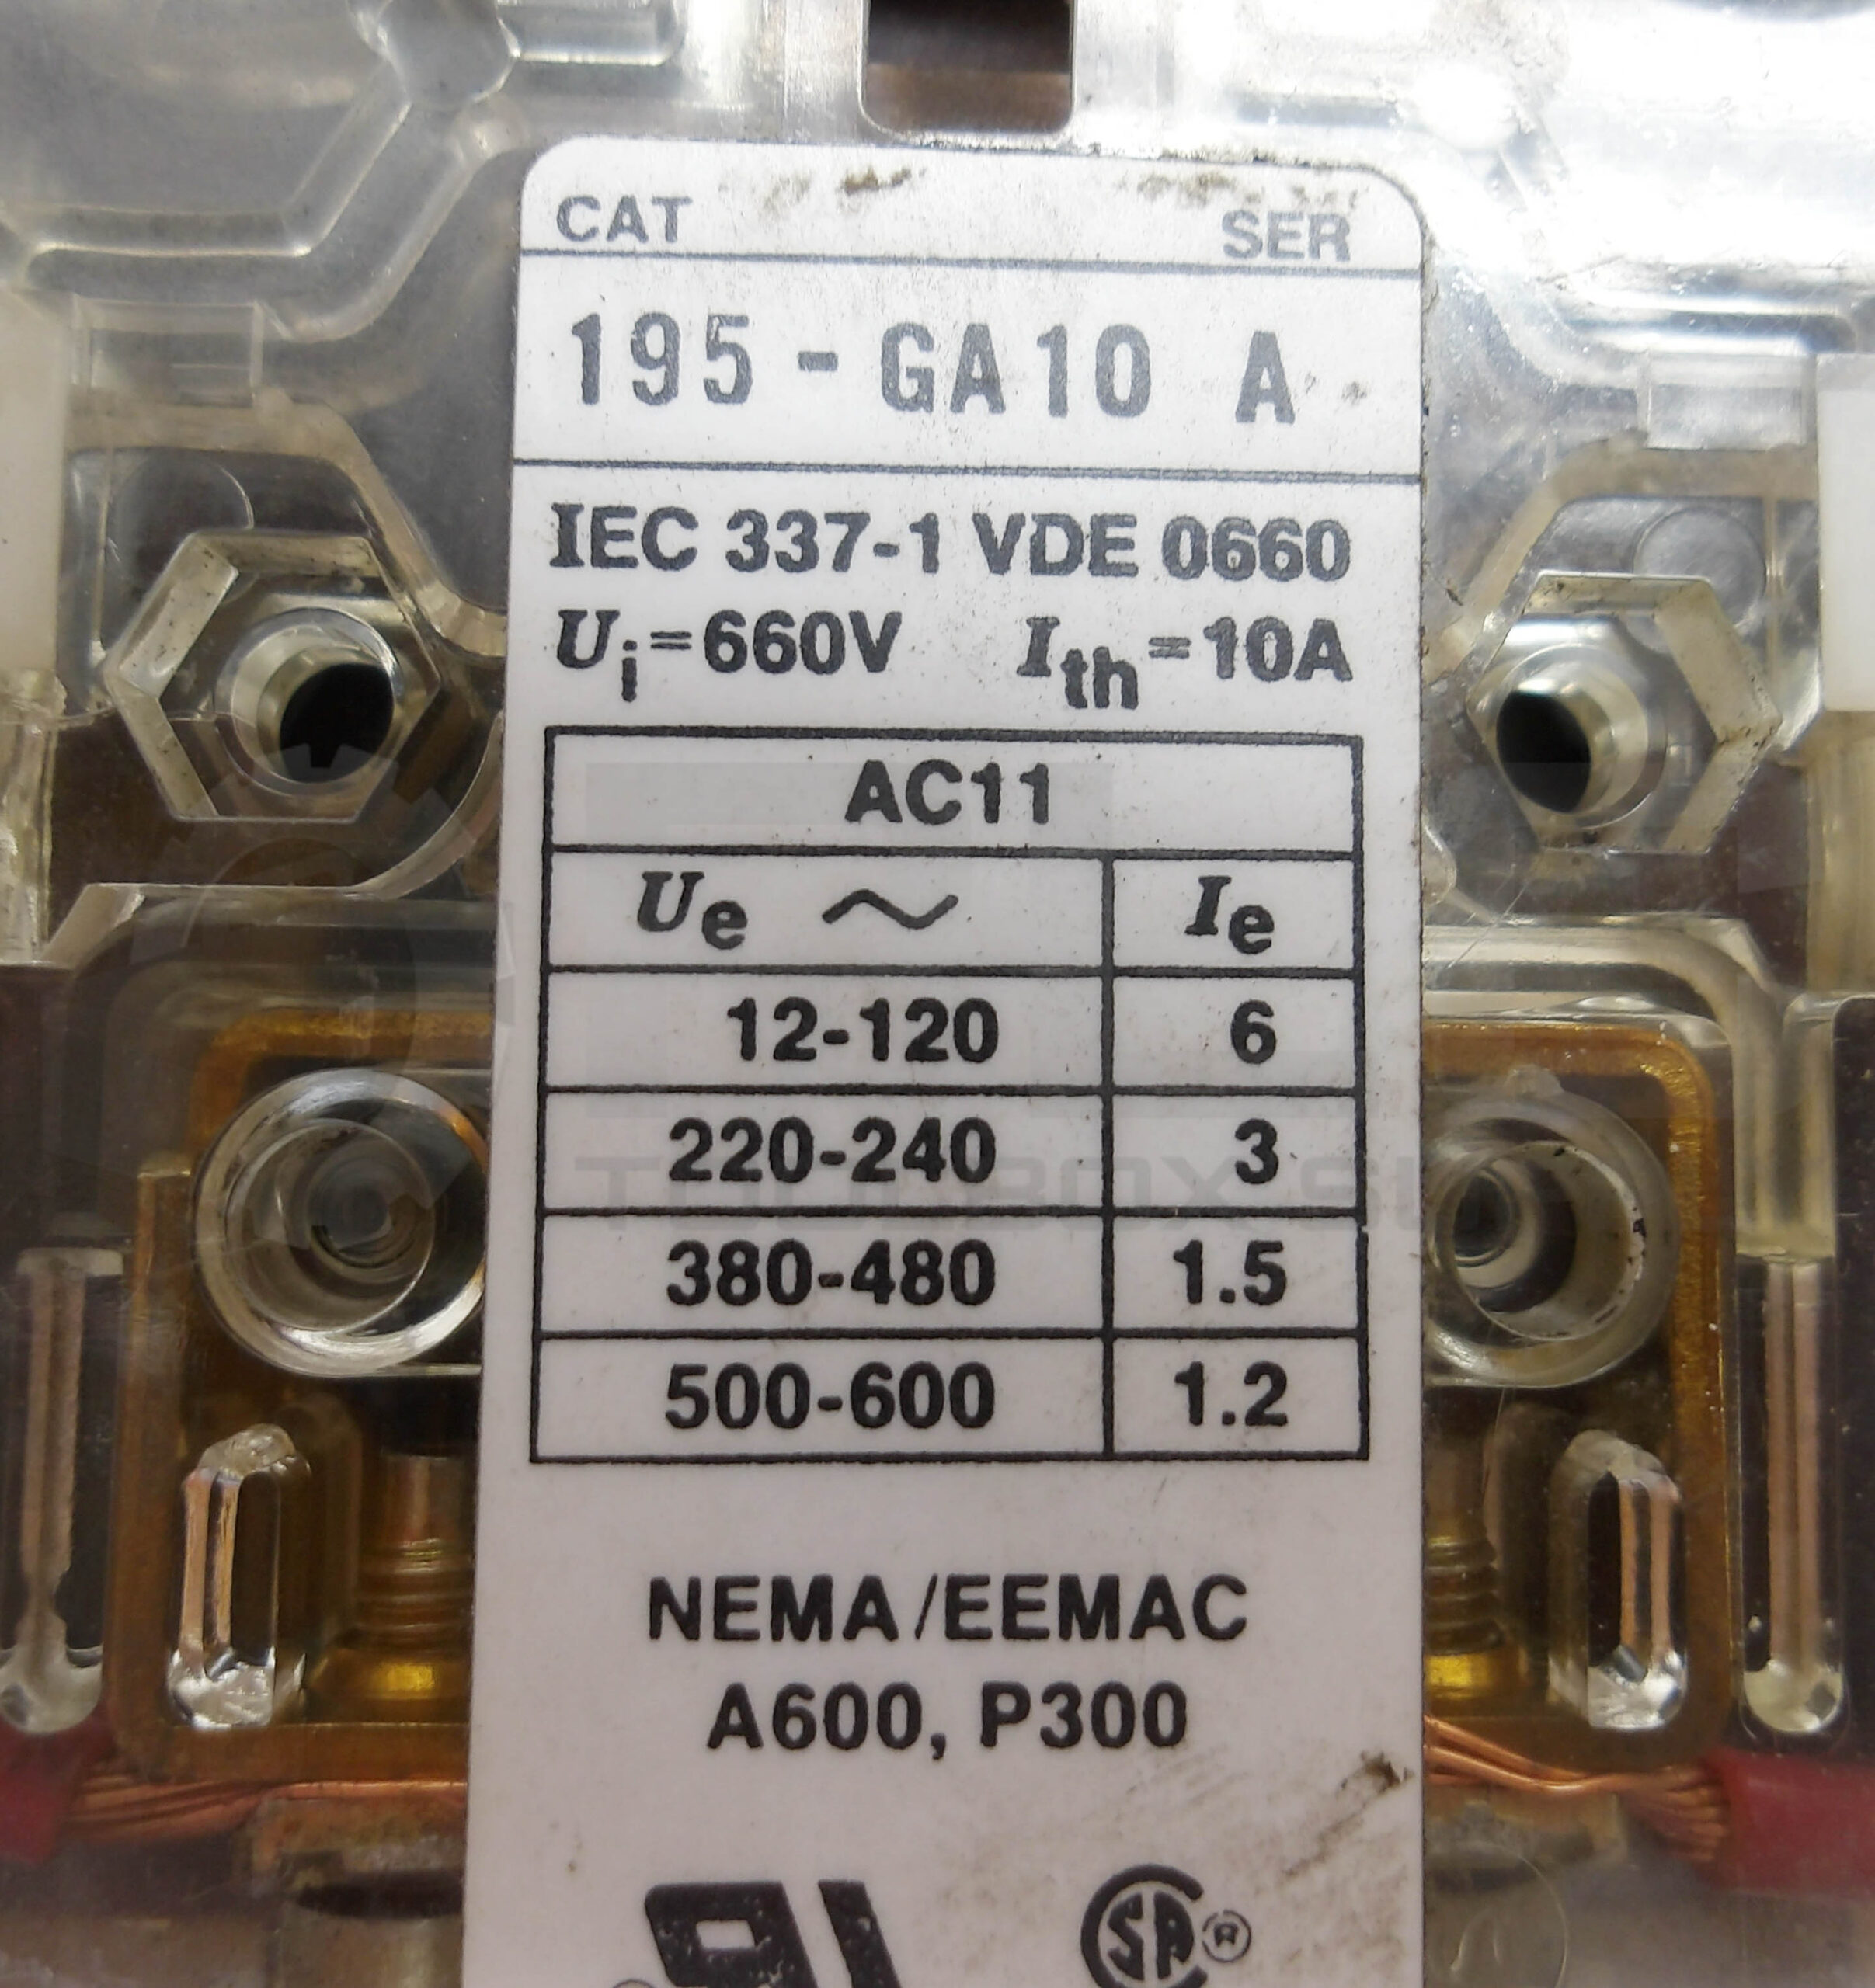 CAT SER
195-GA10 A
IEC 337-1 VDE 0660
Ui=660V Ith=10A
AC11
Ue ~ Ie
12-120 6
220-240 3
380-480 1.5
500-600 1.2
NEMA/EEMAC
A600, P300
SA ®